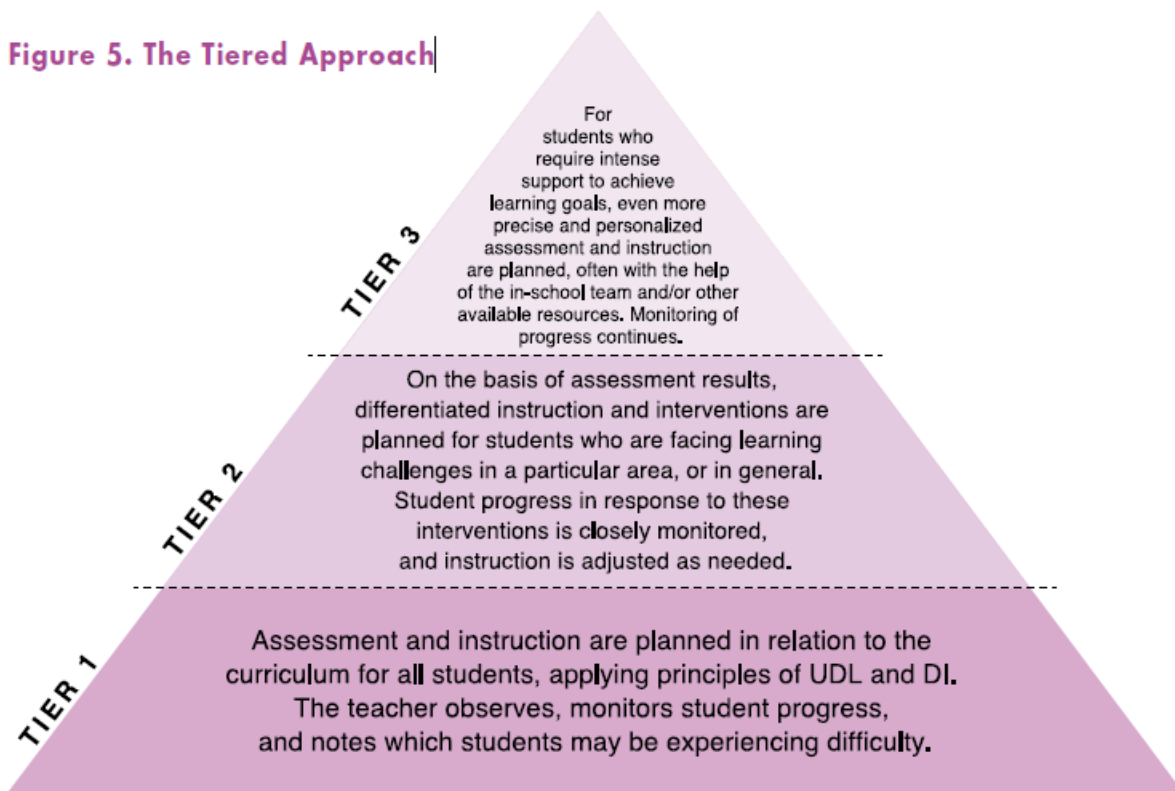 Figure 5. The Tiered Approach
For
students who
require intense
support to achieve
learning goals, even more
precise and personalized
assessment and instruction
are planned, often with the help
of the in-school team and/or other
available resources. Monitoring of
progress continues.
TIER 3
On the basis of assessment results,
differentiated instruction and interventions are
planned for students who are facing learning
challenges in a particular area, or in general.
Student progress in response to these
interventions is closely monitored,
and instruction is adjusted as needed.
TIER 2
Assessment and instruction are planned in relation to the
curriculum for all students, applying principles of UDL and DI.
The teacher observes, monitors student progress,
and notes which students may be experiencing difficulty.
TIER 1